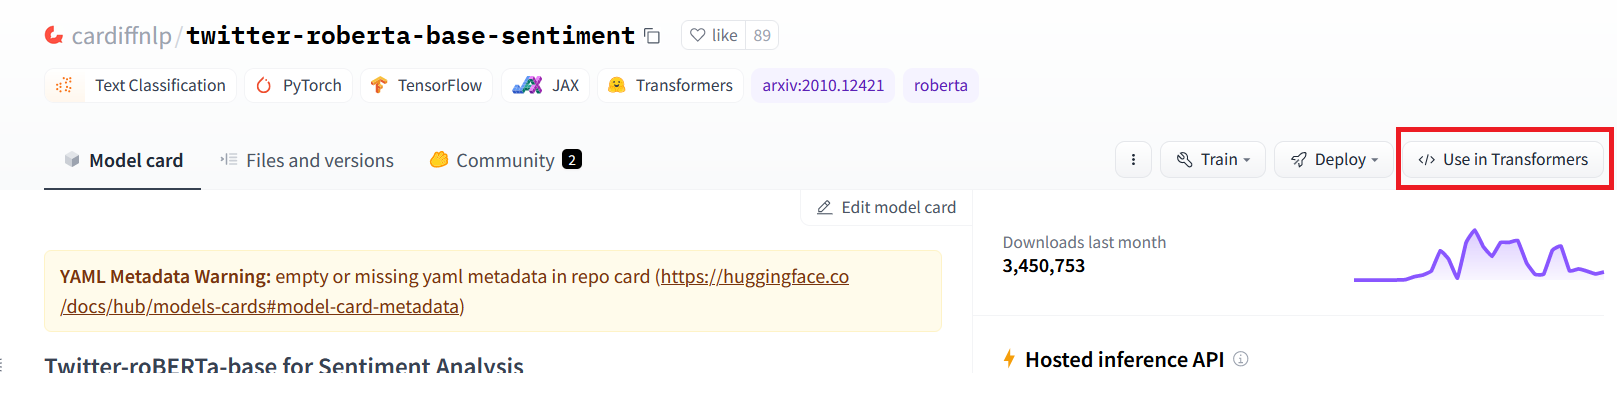 cardiffnlp/twitter-roberta-base-sentiment like 89
Text Classification PyTorch TensorFlow JAX Transformers arxiv:2010.12421 roberta
Model card Files and versions Community 2 Train Deploy </> Use in Transformers
Edit model card
YAML Metadata Warning: empty or missing yaml metadata in repo card (https://huggingface.co
/docs/hub/models-cards#model-card-metadata)
Twitter-roBERTa-base for Sentiment Analysis
Downloads last month
3,450,753
Hosted inference API